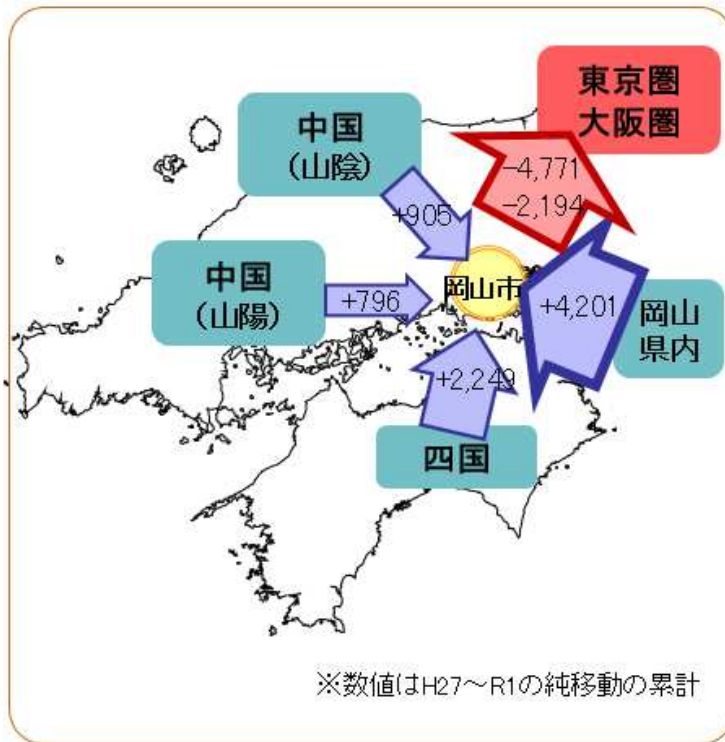 東京圏
大阪圏
-4,771
-2,194
中国
(山陰)
+905
中国
(山陽)
+796
岡山市
+4,201
岡山
県内
+2,249
四国
※数値はH27～R1の純移動の累計